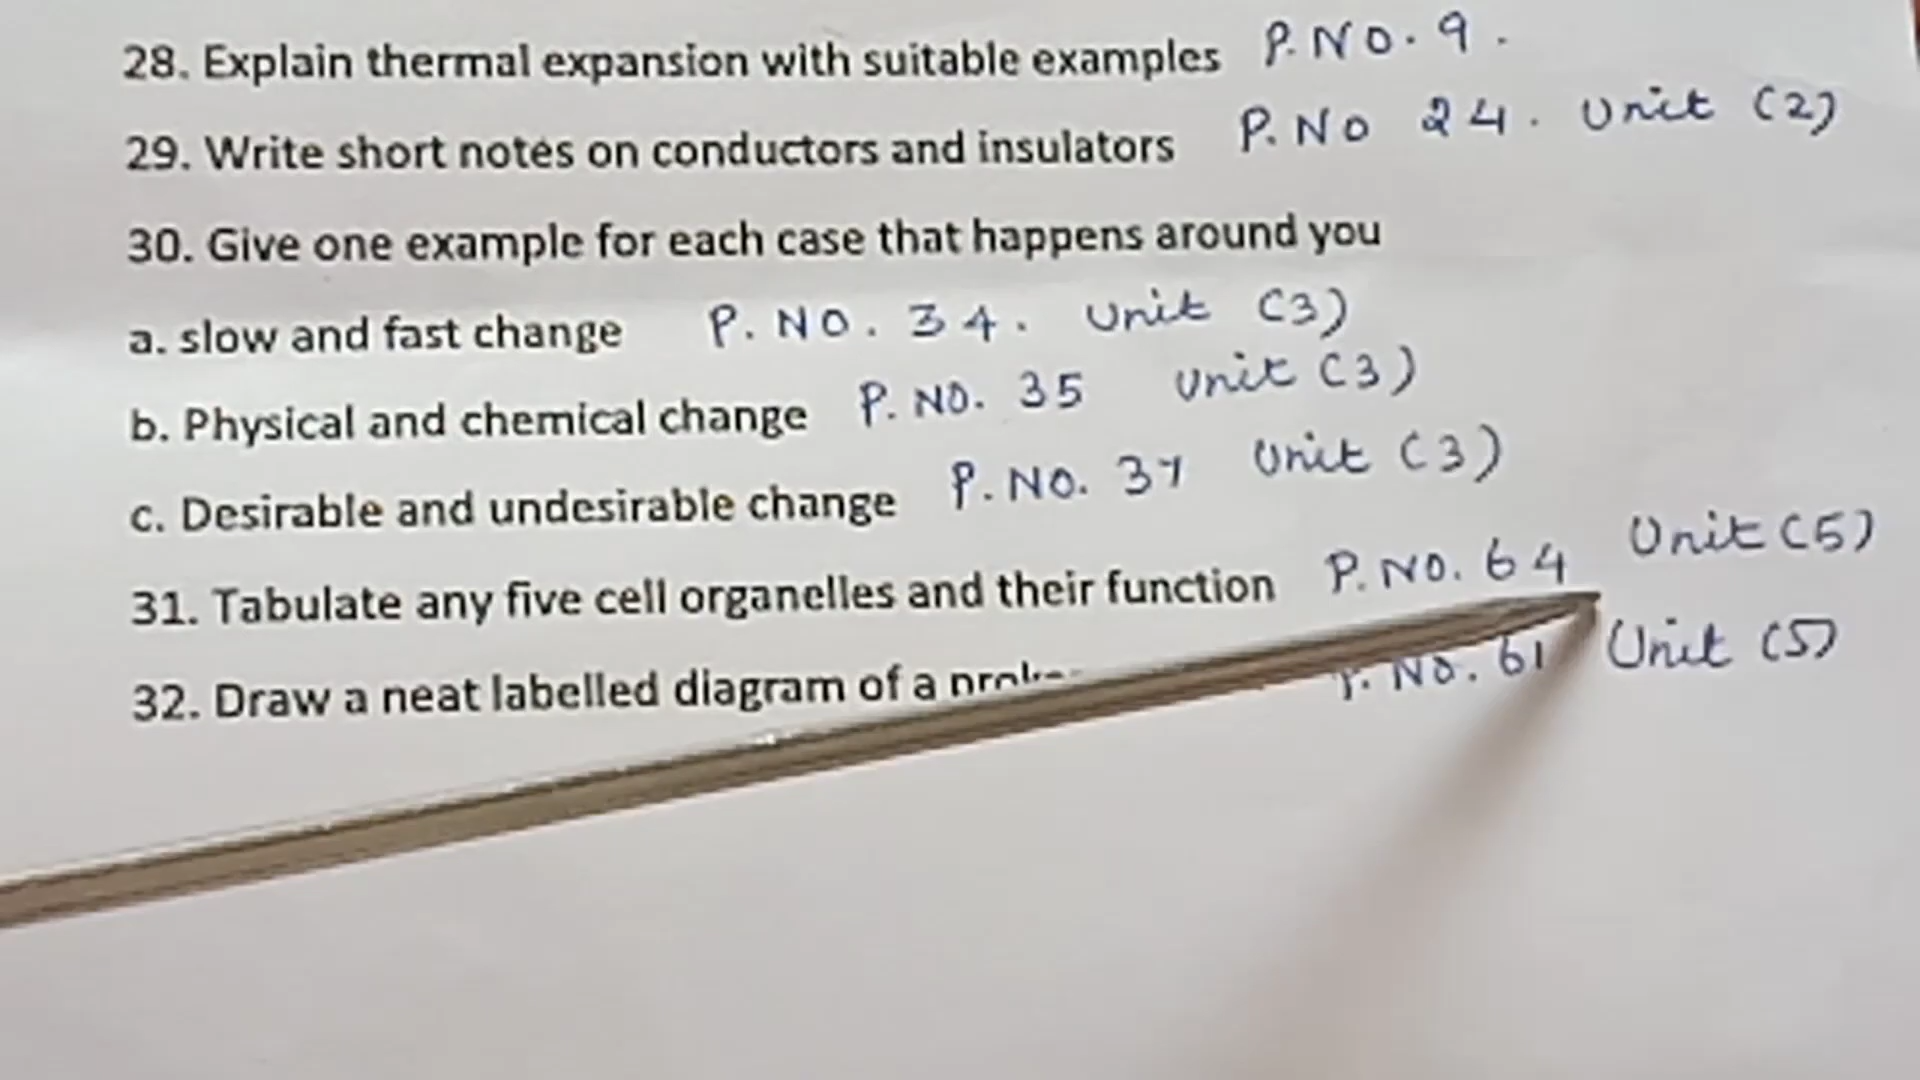 28. Explain thermal expansion with suitable examples P.NO. 9.
29. Write short notes on conductors and insulators P.NO 24. Unit (2)
30. Give one example for each case that happens around you
a. slow and fast change P.NO. 34. Unit (3)
b. Physical and chemical change P.NO. 35 Unit (3)
c. Desirable and undesirable change P.NO. 37 Unit (3)
31. Tabulate any five cell organelles and their function P.NO. 64 Unit (5)
32. Draw a neat labelled diagram of a P.NO. 61 Unit (5)